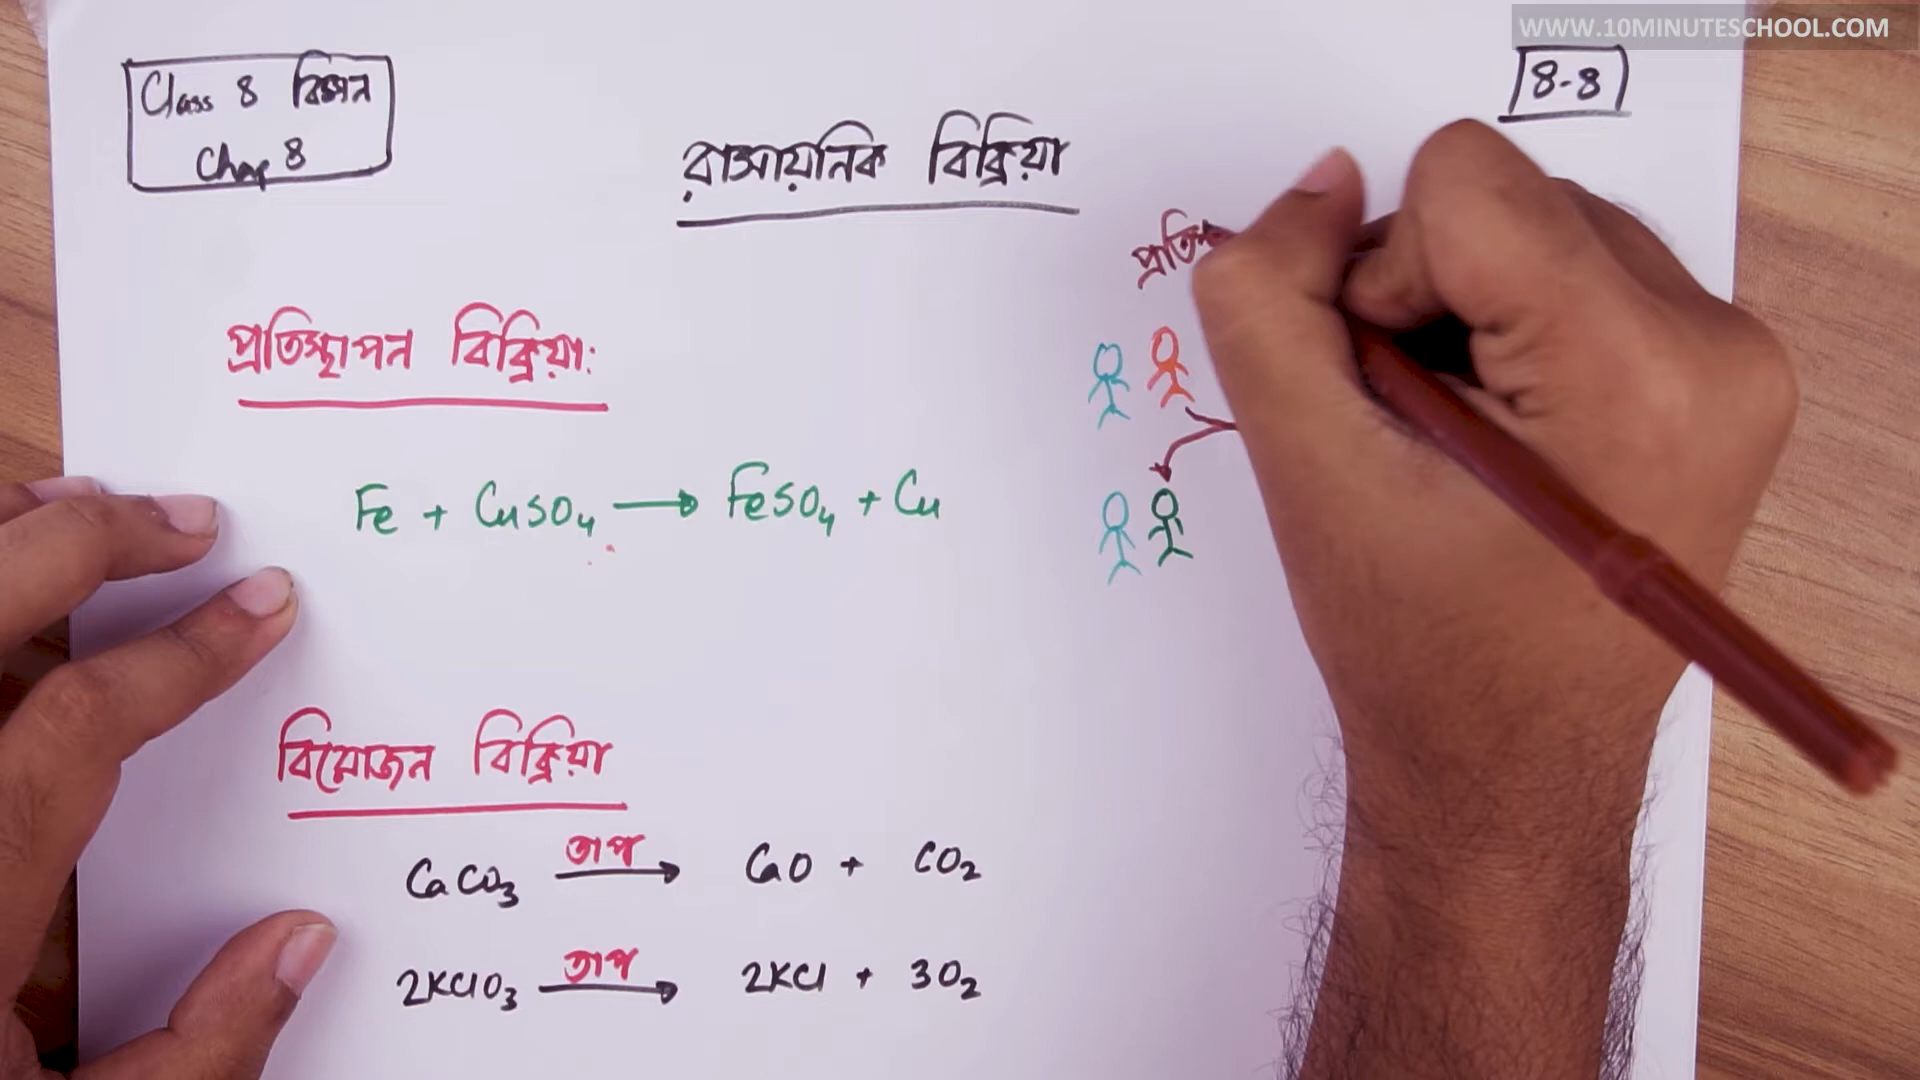 WWW.10MINUTESCHOOL.COM
Class 8 বিজ্ঞান
Chap 8
8-8
রাসায়নিক বিক্রিয়া
প্রতিস্থাপন বিক্রিয়া:
Fe + CuSO₄ → FeSO₄ + Cu
বিয়োজন বিক্রিয়া
CaCO₃ তাপ → CaO + CO₂
2KClO₃ তাপ → 2KCl + 3O₂